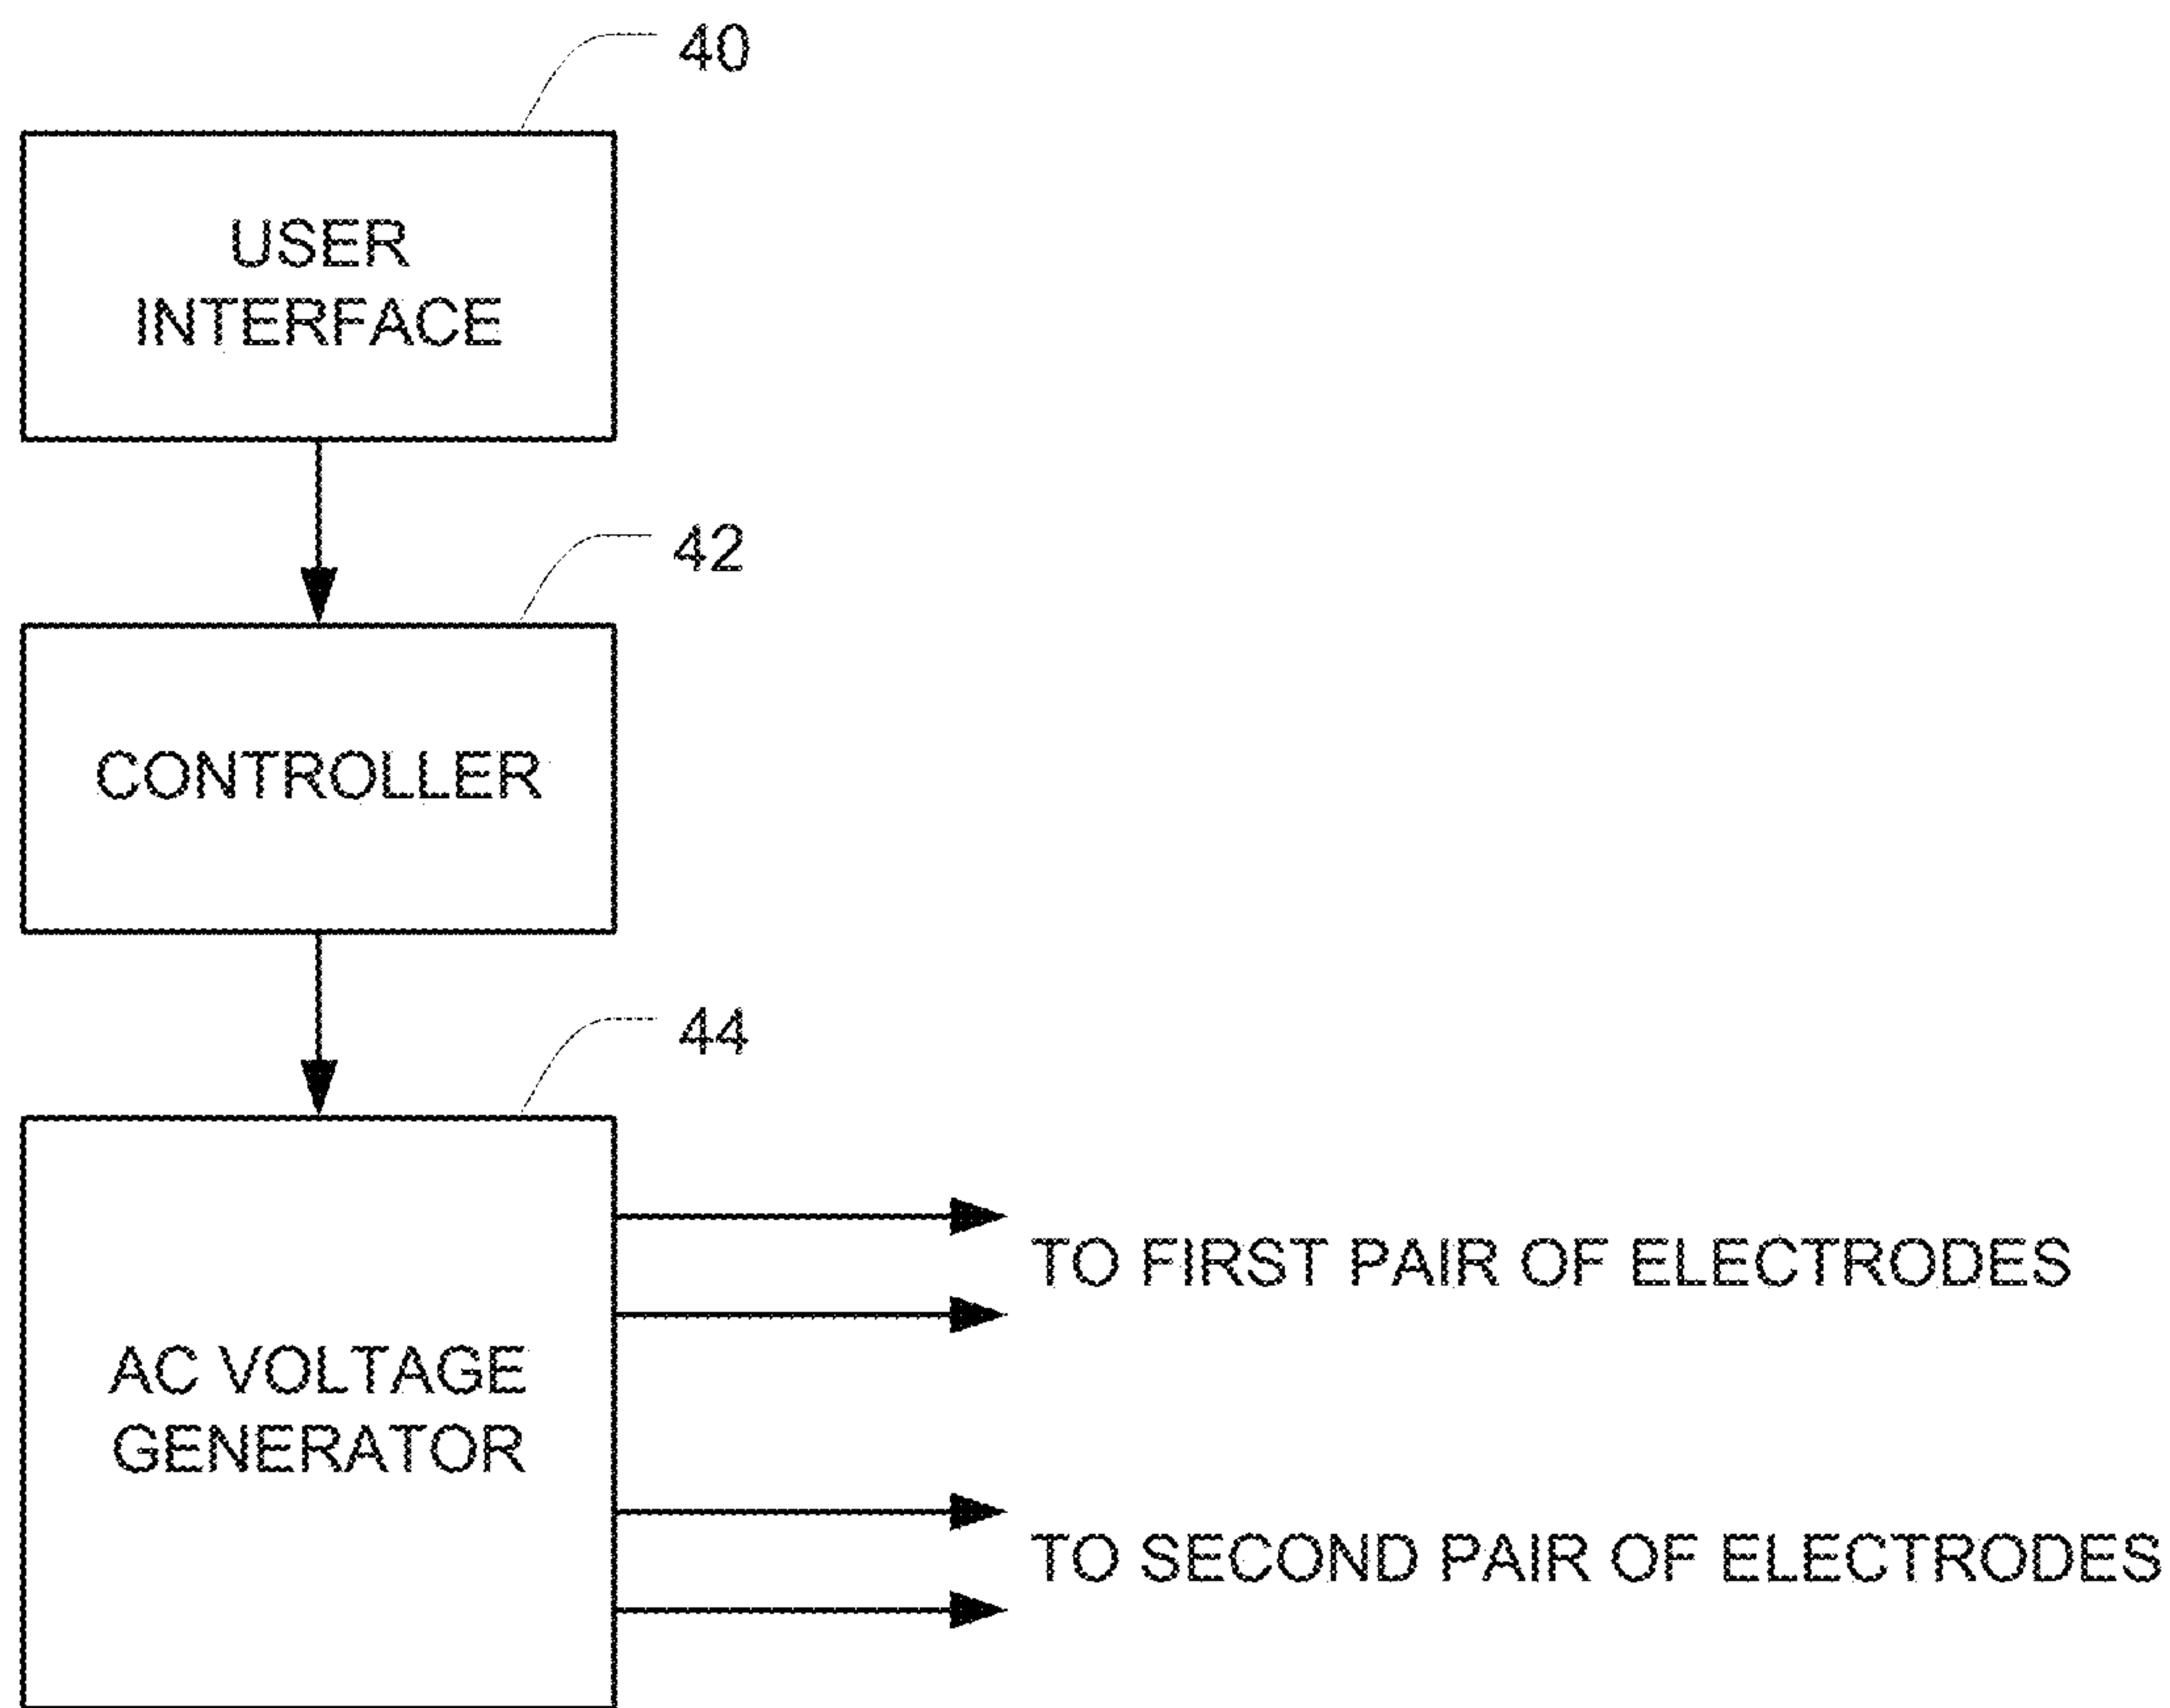 40
USER
INTERFACE
42
CONTROLLER
44
AC VOLTAGE
GENERATOR
TO FIRST PAIR OF ELECTRODES
TO SECOND PAIR OF ELECTRODES